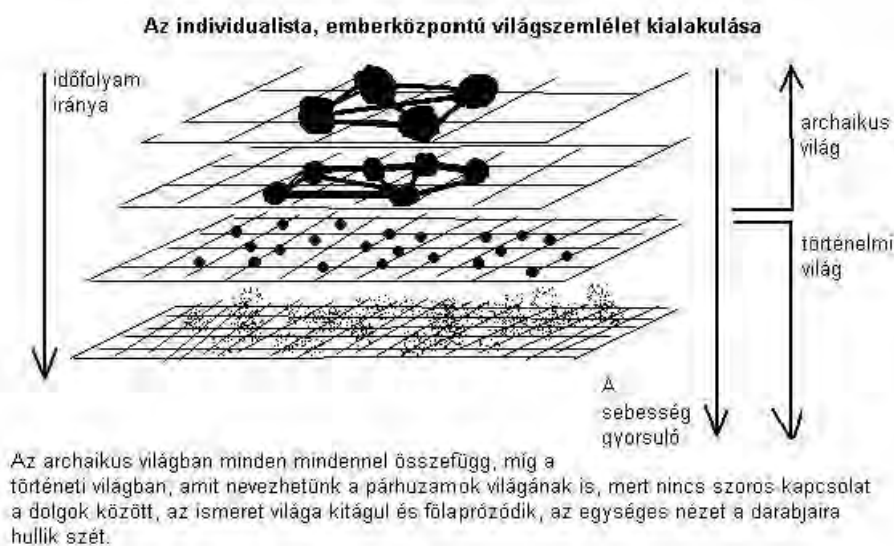 Az individualista, emberközpontú világszemlélet kialakulása
időfolyam
iránya
archaikus
világ
történelmi
világ
A
sebesség
gyorsuló
Az archaikus világban minden mindennel összefügg, míg a
történeti világban, amit nevezhetünk a párhuzamok világának is, mert nincs szoros kapcsolat
a dolgok között, az ismeret világa kitágul és fölaprózódik, az egységes nézet a darabjaira
hullik szét.